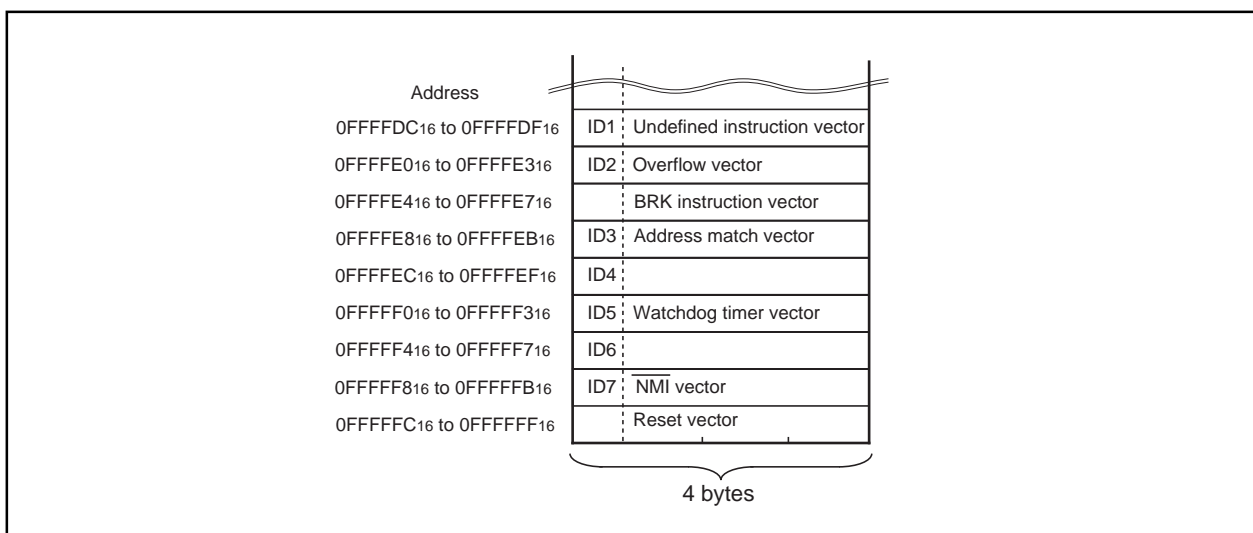 Address
0FFFFDC16 to 0FFFFDF16 ID1 Undefined instruction vector
0FFFFE016 to 0FFFFE316 ID2 Overflow vector
0FFFFE416 to 0FFFFE716 BRK instruction vector
0FFFFE816 to 0FFFFEB16 ID3 Address match vector
0FFFFEC16 to 0FFFFEF16 ID4
0FFFFF016 to 0FFFFF316 ID5 Watchdog timer vector
0FFFFF416 to 0FFFFF716 ID6
0FFFFF816 to 0FFFFFB16 ID7 N̅M̅I̅ vector
0FFFFFC16 to 0FFFFFF16 Reset vector
4 bytes